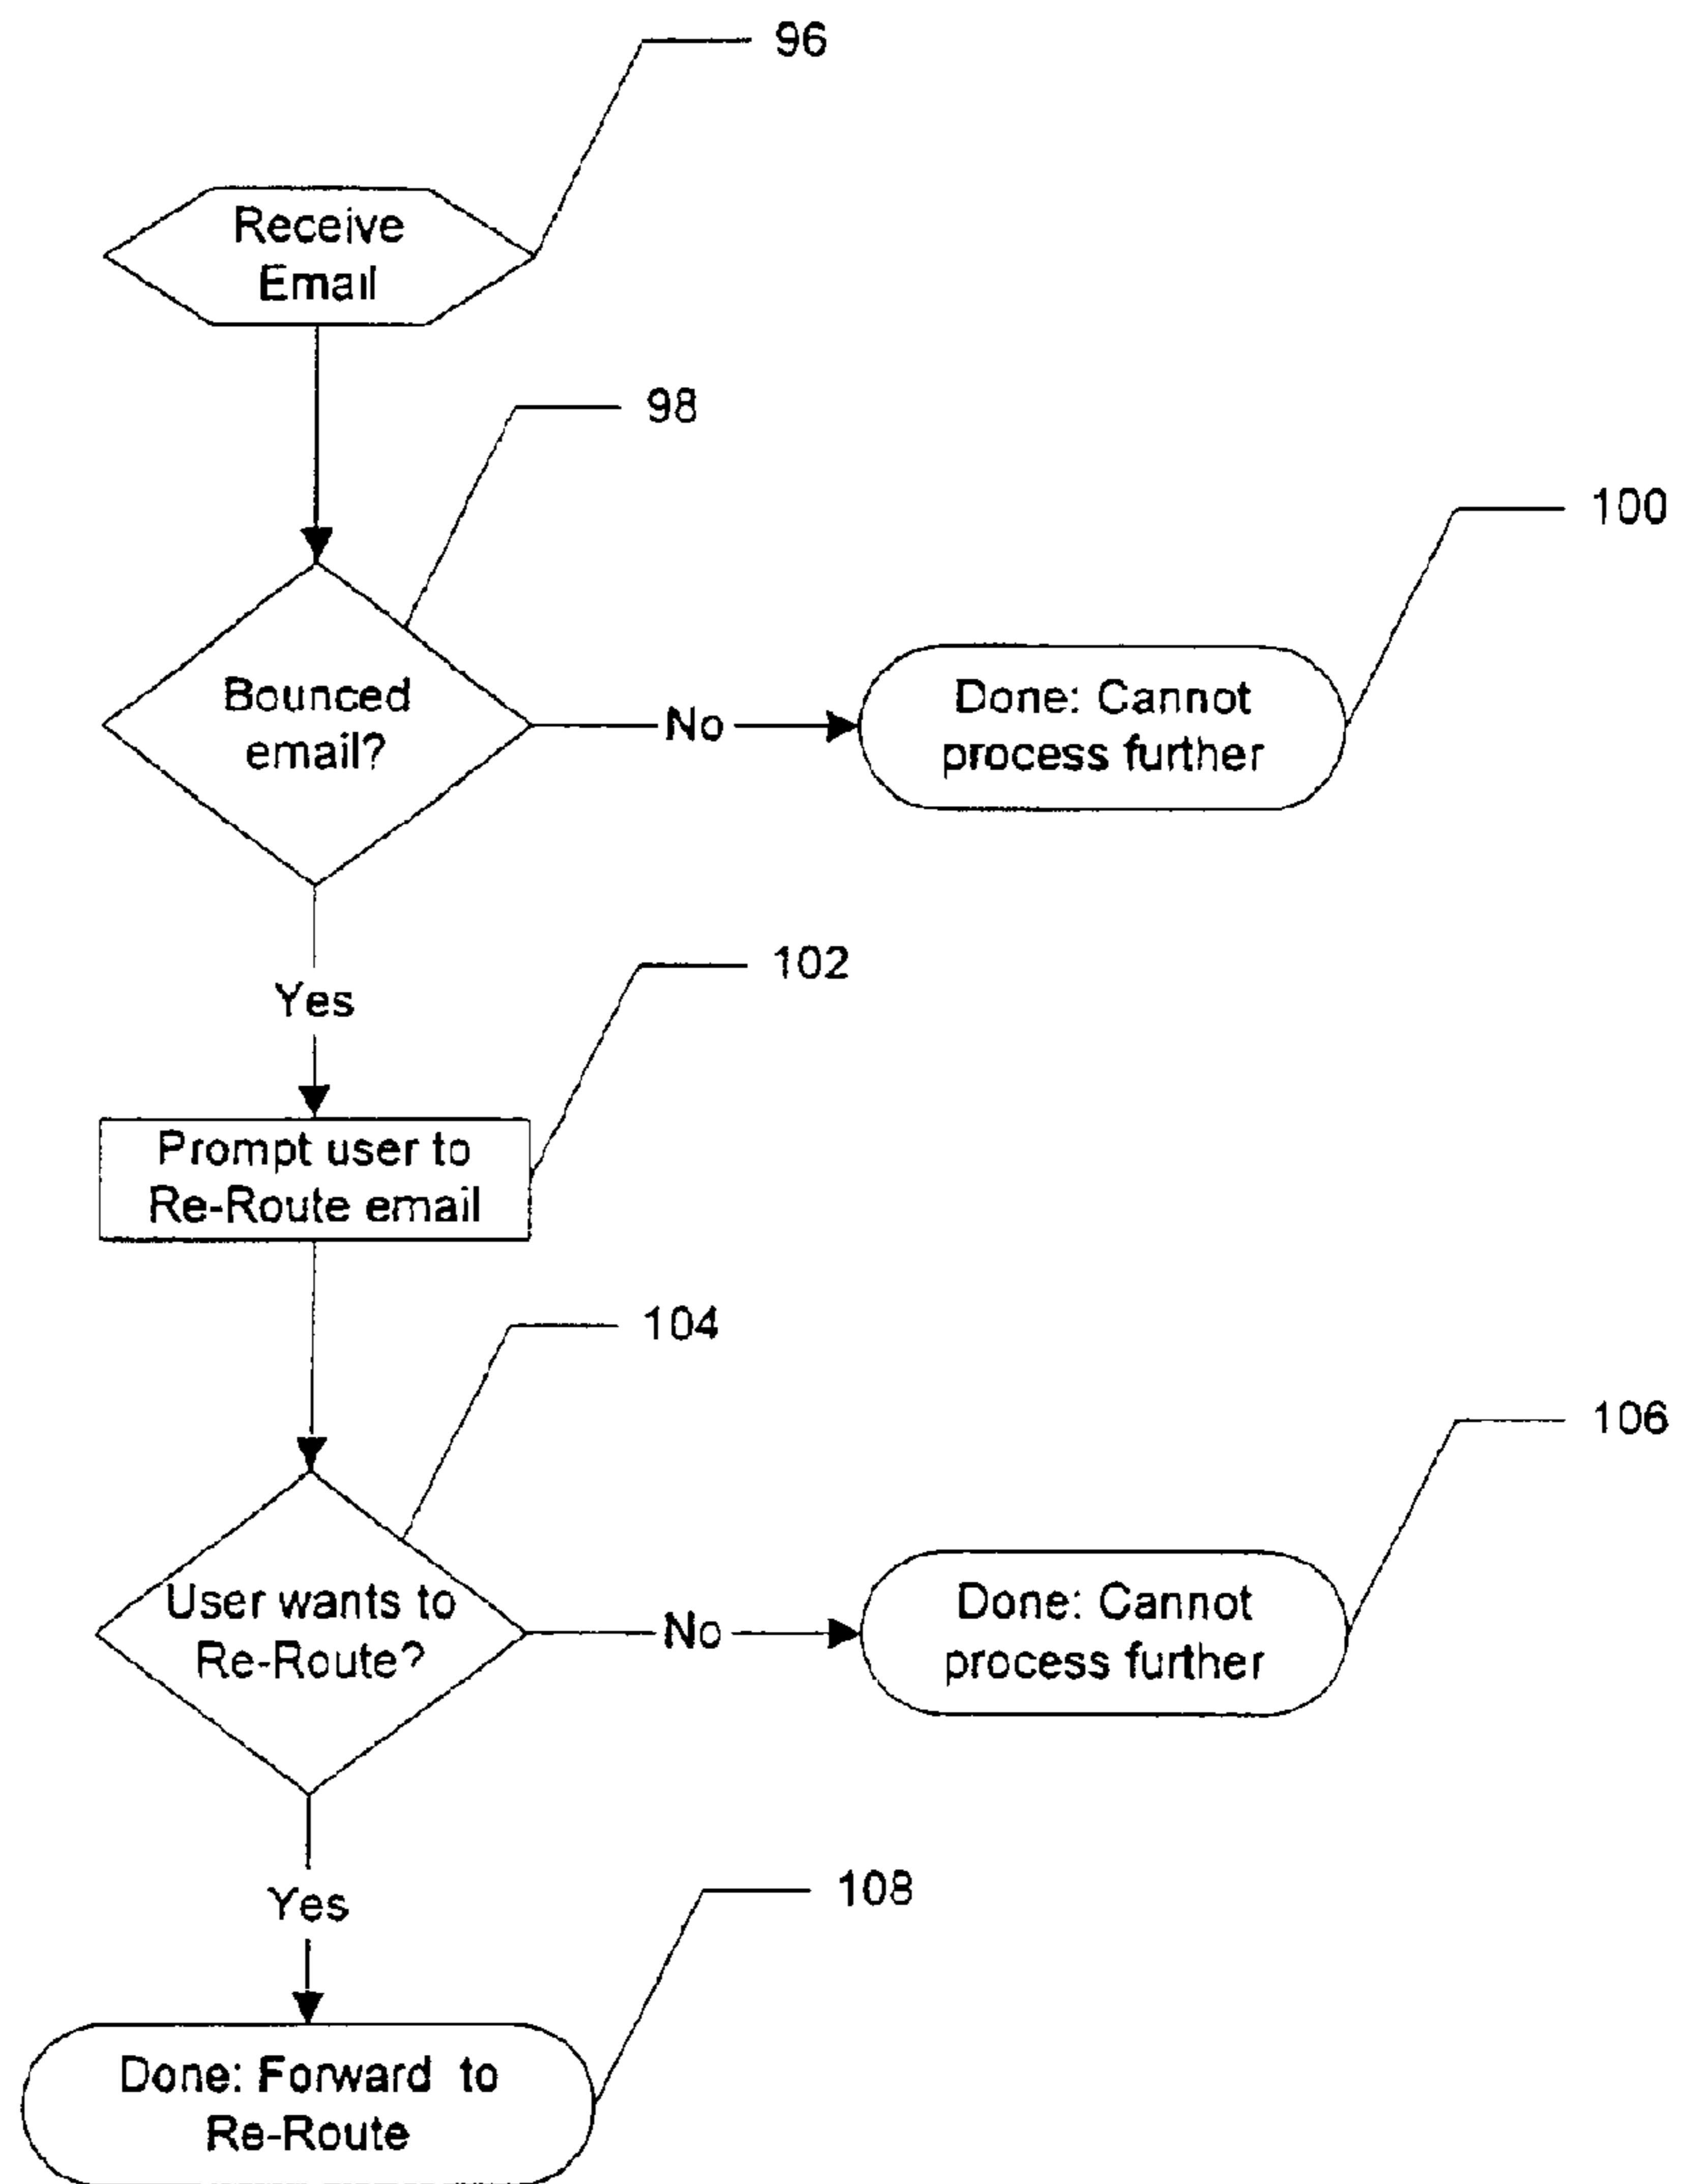 96
Receive
Email
98
100
Bounced
email?
No
Done: Cannot
process further
Yes
102
Prompt user to
Re-Route email
104
106
User wants to
Re-Route?
No
Done: Cannot
process further
Yes
108
Done: Forward to
Re-Route